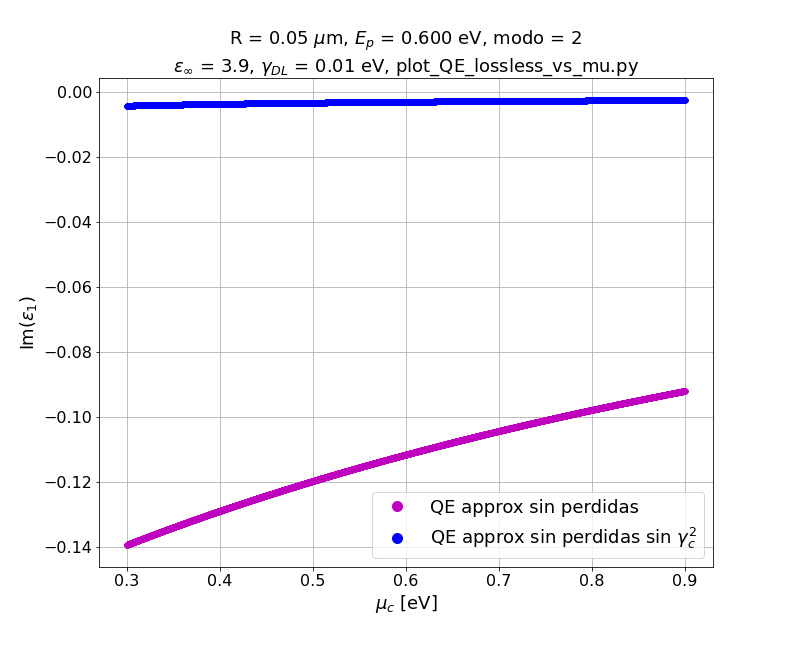 R = 0.05 μm, E_p = 0.600 eV, modo = 2
ε_∞ = 3.9, γ_DL = 0.01 eV, plot_QE_lossless_vs_mu.py
0.00
−0.02
−0.04
−0.06
−0.08
−0.10
−0.12
−0.14
Im(ε₁)
QE approx sin perdidas
QE approx sin perdidas sin γ_c^2
0.3 0.4 0.5 0.6 0.7 0.8 0.9
μ_c [eV]